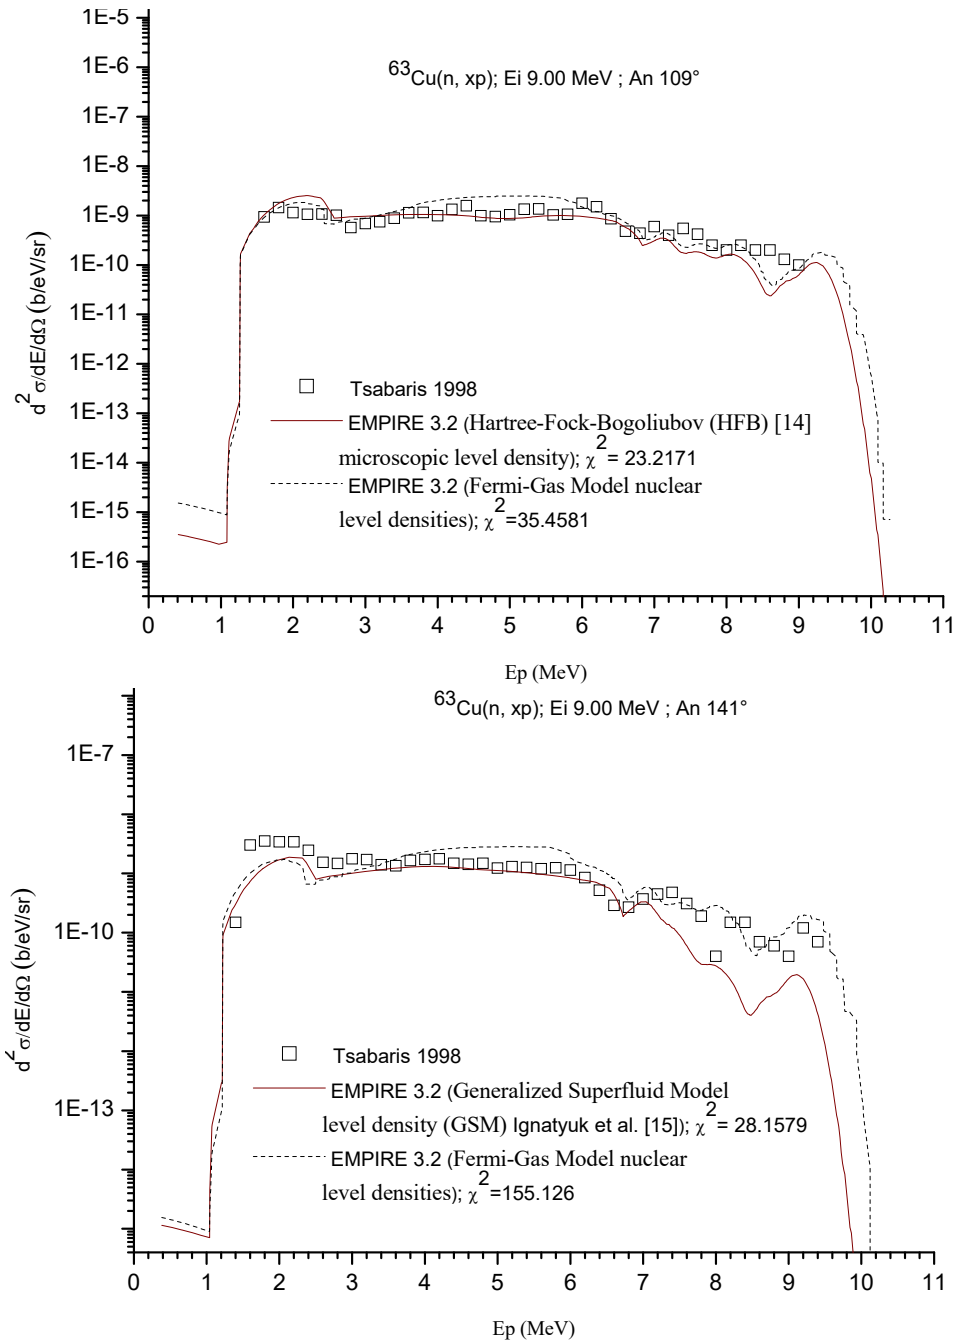 1E-5
⁶³Cu(n, xp); Ei 9.00 MeV ; An 109°
1E-6
1E-7
1E-8
1E-9
1E-10
1E-11
1E-12
1E-13
1E-14
1E-15
1E-16
d² σ/dE/dΩ (b/eV/sr)
Tsabaris 1998
EMPIRE 3.2 (Hartree-Fock-Bogoliubov (HFB) [14]
microscopic level density); χ²= 23.2171
EMPIRE 3.2 (Fermi-Gas Model nuclear
level densities); χ²=35.4581
0 1 2 3 4 5 6 7 8 9 10 11
Ep (MeV)
⁶³Cu(n, xp); Ei 9.00 MeV ; An 141°
1E-7
1E-10
1E-13
d² σ/dE/dΩ (b/eV/sr)
Tsabaris 1998
EMPIRE 3.2 (Generalized Superfluid Model
level density (GSM) Ignatyuk et al. [15]); χ²= 28.1579
EMPIRE 3.2 (Fermi-Gas Model nuclear
level densities); χ²=155.126
0 1 2 3 4 5 6 7 8 9 10 11
Ep (MeV)